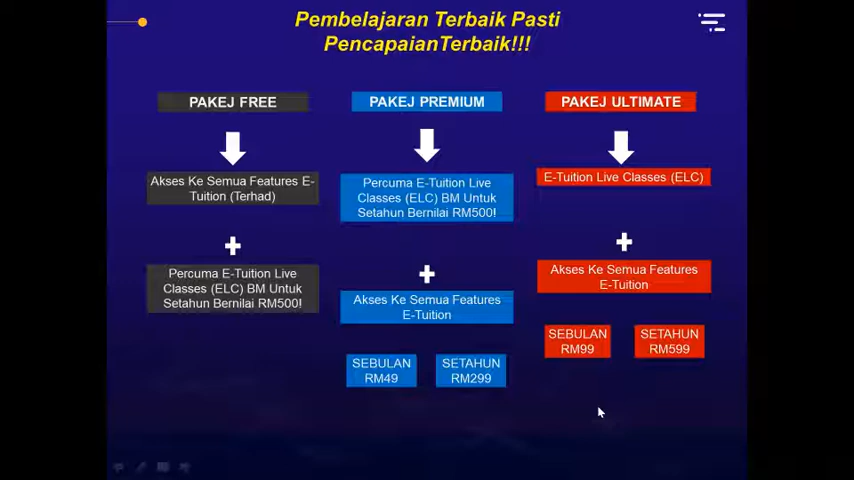 Pembelajaran Terbaik Pasti
PencapaianTerbaik!!!
PAKEJ FREE
Akses Ke Semua Features E-
Tuition (Terhad)
+
Percuma E-Tuition Live
Classes (ELC) BM Untuk
Setahun Bernilai RM500!
PAKEJ PREMIUM
Percuma E-Tuition Live
Classes (ELC) BM Untuk
Setahun Bernilai RM500!
+
Akses Ke Semua Features
E-Tuition
SEBULAN
RM49
SETAHUN
RM299
PAKEJ ULTIMATE
E-Tuition Live Classes (ELC)
+
Akses Ke Semua Features
E-Tuition
SEBULAN
RM99
SETAHUN
RM599